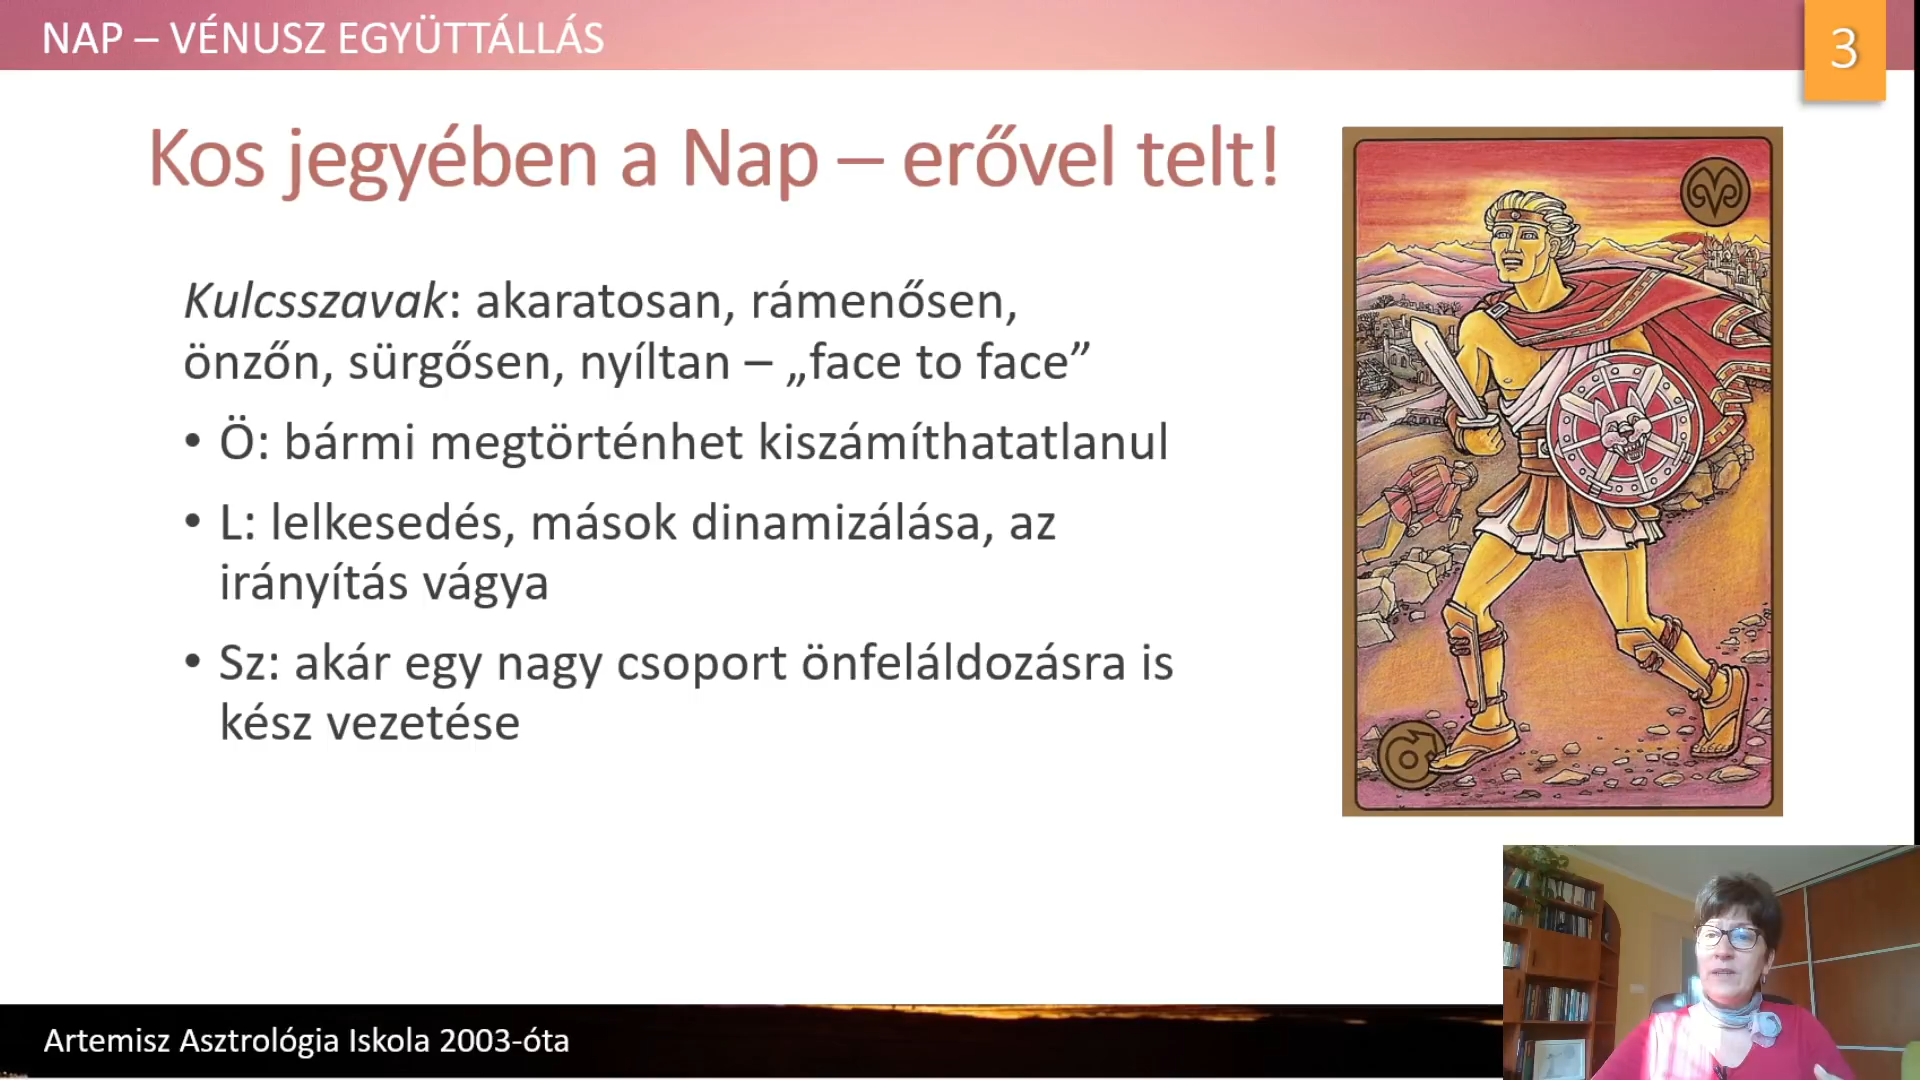 NAP – VÉNUSZ EGYÜTTÁLLÁS
3
Kos jegyében a Nap – erővel telt!
Kulcsszavak: akaratosan, rámenősen,
önzőn, sürgősen, nyíltan – „face to face”
• Ö: bármi megtörténhet kiszámíthatatlanul
• L: lelkesedés, mások dinamizálása, az
irányítás vágya
• Sz: akár egy nagy csoport önfeláldozásra is
kész vezetése
Artemisz Asztrológia Iskola 2003-óta